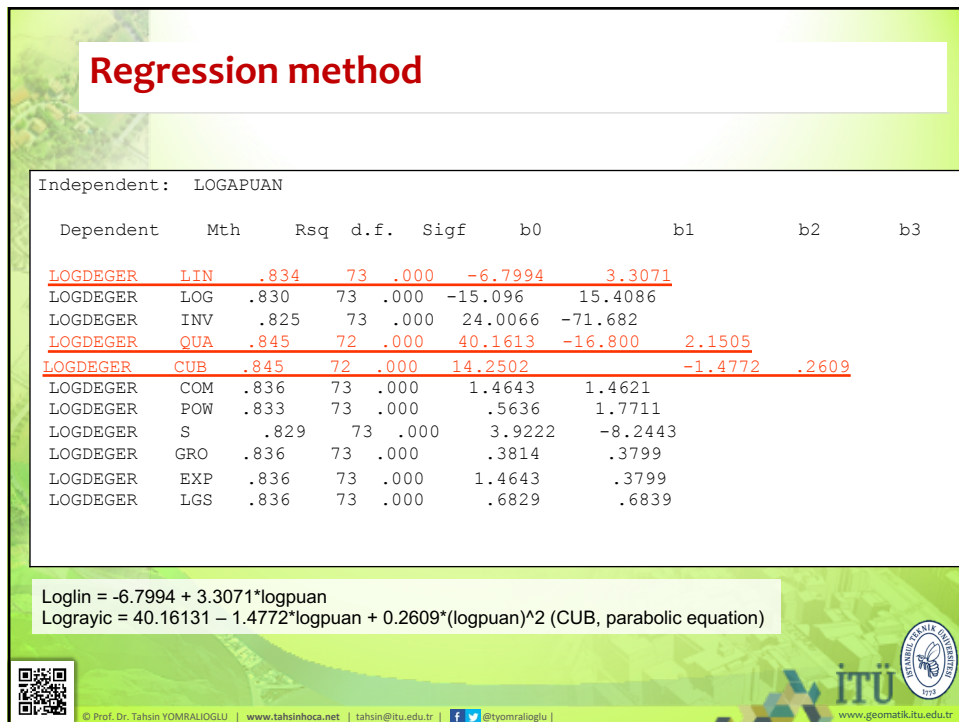 Regression method
Independent: LOGAPUAN
Dependent Mth Rsq d.f. Sigf b0 b1 b2 b3
LOGDEGER LIN .834 73 .000 -6.7994 3.3071
LOGDEGER LOG .830 73 .000 -15.096 15.4086
LOGDEGER INV .825 73 .000 24.0066 -71.682
LOGDEGER QUA .845 72 .000 40.1613 -16.800 2.1505
LOGDEGER CUB .845 72 .000 14.2502 -1.4772 .2609
LOGDEGER COM .836 73 .000 1.4643 1.4621
LOGDEGER POW .833 73 .000 .5636 1.7711
LOGDEGER S .829 73 .000 3.9222 -8.2443
LOGDEGER GRO .836 73 .000 .3814 .3799
LOGDEGER EXP .836 73 .000 1.4643 .3799
LOGDEGER LGS .836 73 .000 .6829 .6839
Loglin = -6.7994 + 3.3071*logpuan
Lograyic = 40.16131 – 1.4772*logpuan + 0.2609*(logpuan)^2 (CUB, parabolic equation)
İTÜ
İSTANBUL TEKNİK ÜNİVERSİTESİ
1773
© Prof. Dr. Tahsin YOMRALIOGLU | www.tahsinhoca.net | tahsin@itu.edu.tr | f @tyomralioglu |
www.geomatik.itu.edu.tr